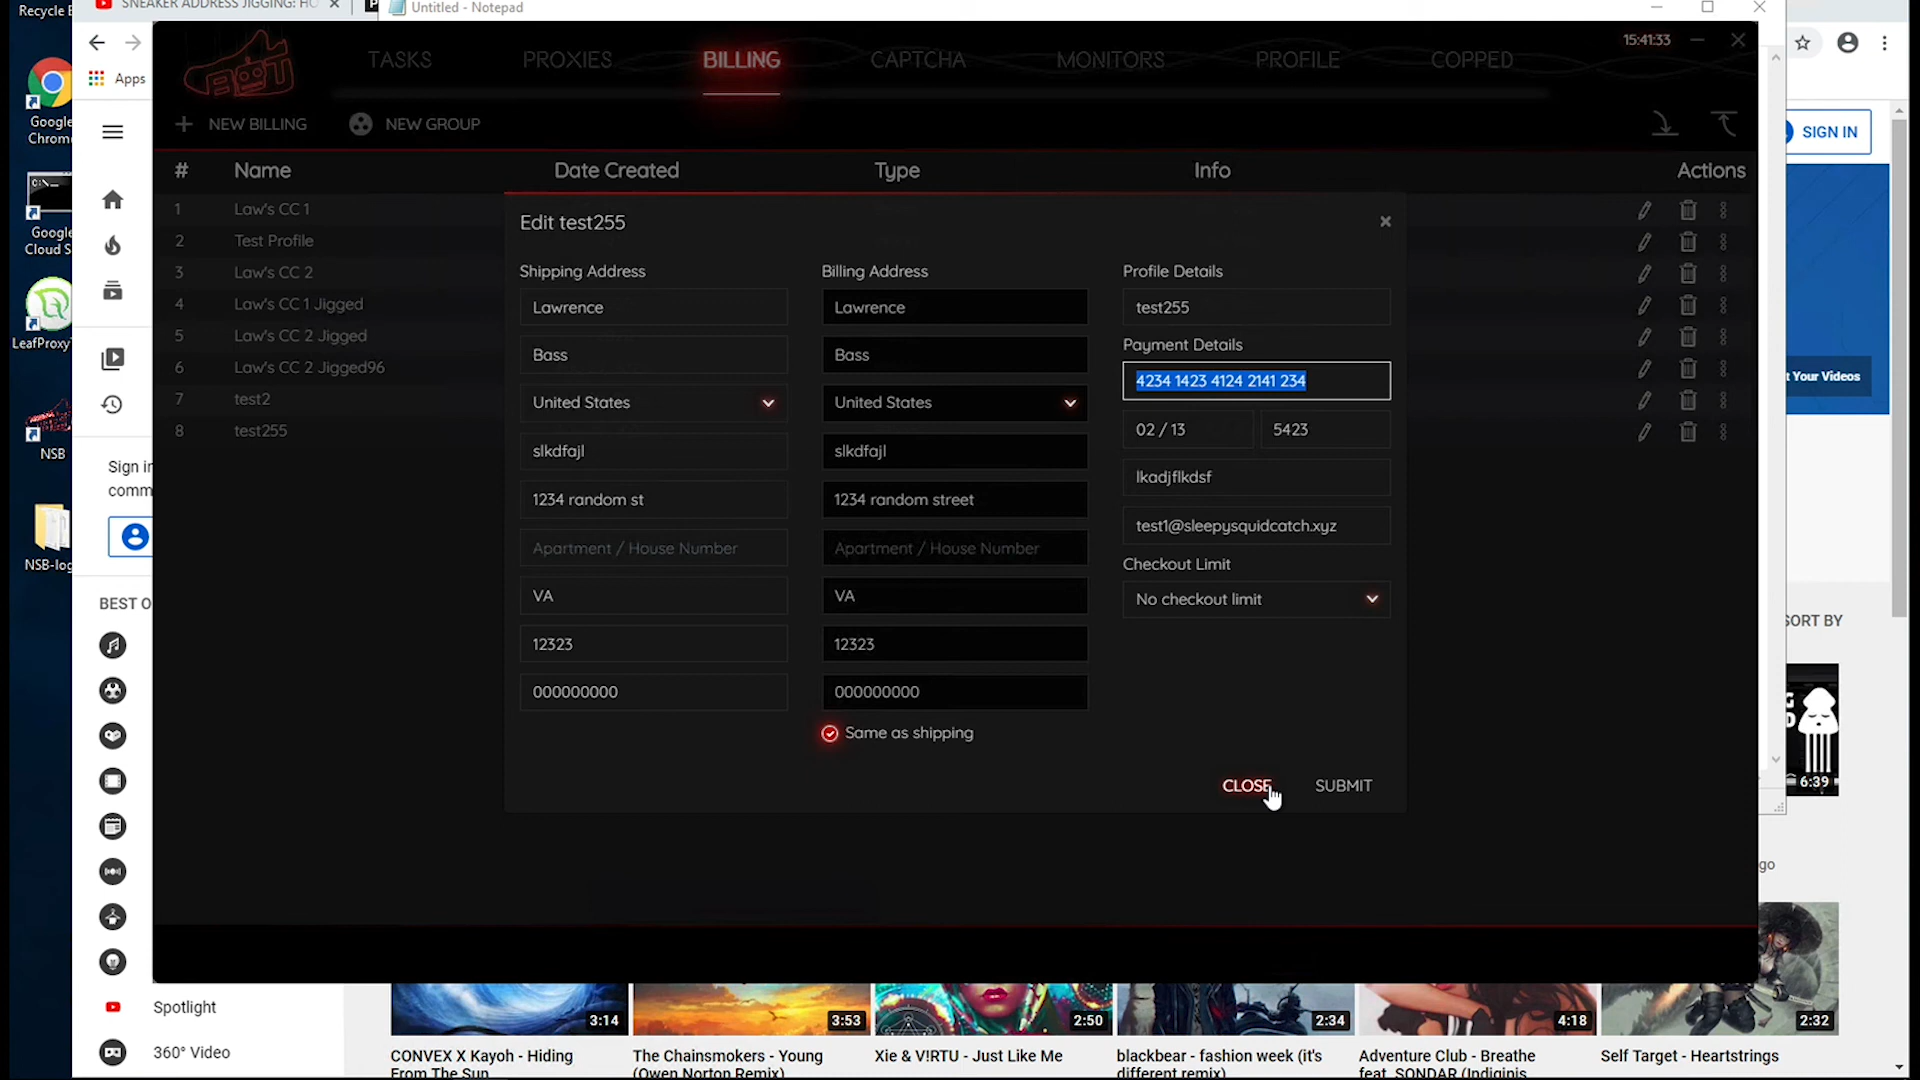 Recycle B
SNEAKER ADDRESS JIGGING: HO
Untitled - Notepad
Apps
Google
Chrome
Google
Cloud S
LeafProxy
NSB
NSB-log
Sign in
comm
BEST O
Spotlight
360° Video
BOT
TASKS
PROXIES
BILLING
CAPTCHA
MONITORS
PROFILE
COPPED
15:41:33
NEW BILLING
NEW GROUP
# Name Date Created Type Info Actions
1 Law's CC 1
2 Test Profile
3 Law's CC 2
4 Law's CC 1 Jigged
5 Law's CC 2 Jigged
6 Law's CC 2 Jigged96
7 test2
8 test255
Edit test255
Shipping Address
Lawrence
Bass
United States
slkdfajl
1234 random st
Apartment / House Number
VA
12323
000000000
Billing Address
Lawrence
Bass
United States
slkdfajl
1234 random street
Apartment / House Number
VA
12323
000000000
Same as shipping
Profile Details
test255
Payment Details
4234 1423 4124 2141 234
02 / 13 5423
lkadjflkdsf
test1@sleepysquidcatch.xyz
Checkout Limit
No checkout limit
CLOSE
SUBMIT
SIGN IN
t Your Videos
SORT BY
6:39
go
3:14
3:53
2:50
2:34
4:18
2:32
CONVEX X Kayoh - Hiding
From The Sun
The Chainsmokers - Young
(Owen Norton Remix)
Xie & V!RTU - Just Like Me
blackbear - fashion week (it's
different remix)
Adventure Club - Breathe
feat. SONDAR (Indiginis
Self Target - Heartstrings